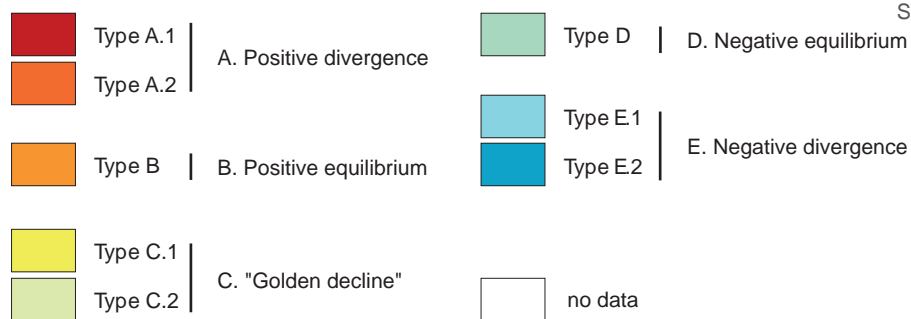 Type A.1
A. Positive divergence
Type A.2
Type B
B. Positive equilibrium
Type C.1
C. "Golden decline"
Type C.2
S
Type D
D. Negative equilibrium
Type E.1
E. Negative divergence
Type E.2
no data